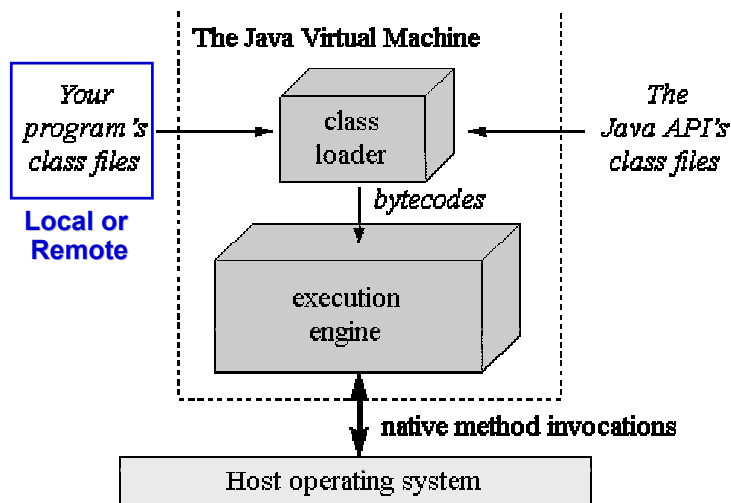 The Java Virtual Machine
Your
program's
class files
Local or
Remote
class
loader
The
Java API's
class files
bytecodes
execution
engine
native method invocations
Host operating system